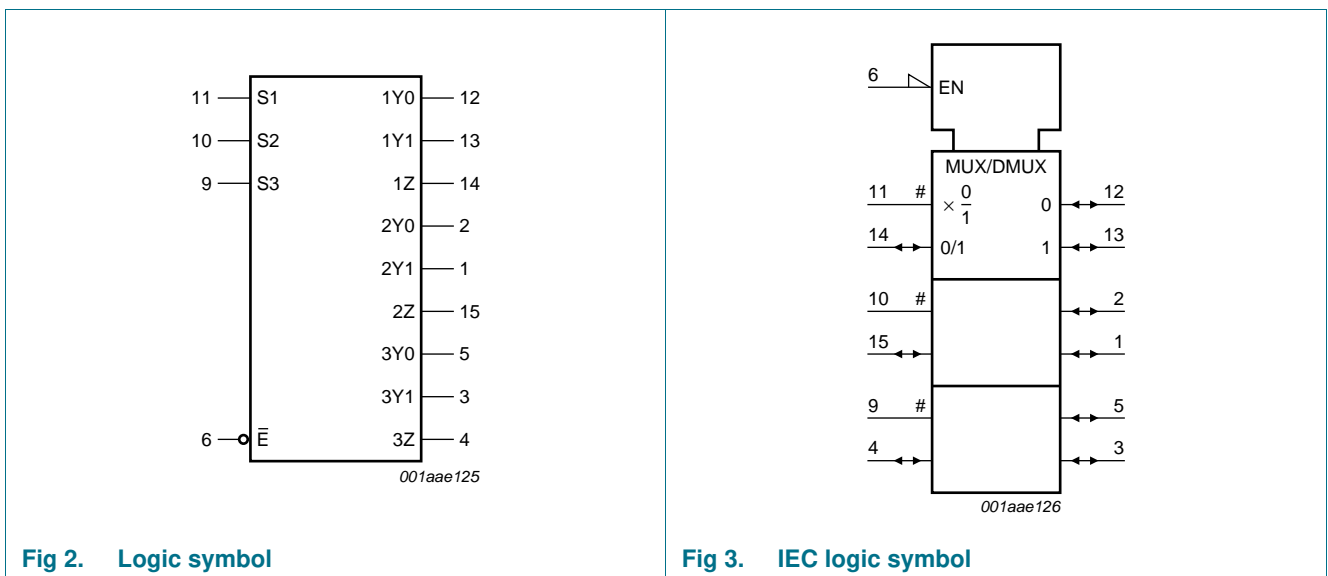 11 S1 1Y0 12
10 S2 1Y1 13
9 S3 1Z 14
2Y0 2
2Y1 1
2Z 15
3Y0 5
3Y1 3
6 E̅ 3Z 4
001aae125
Fig 2. Logic symbol
6 EN
MUX/DMUX
11 # × 0/1 0 12
14 0/1 1 13
10 # 2
15 1
9 # 5
4 3
001aae126
Fig 3. IEC logic symbol